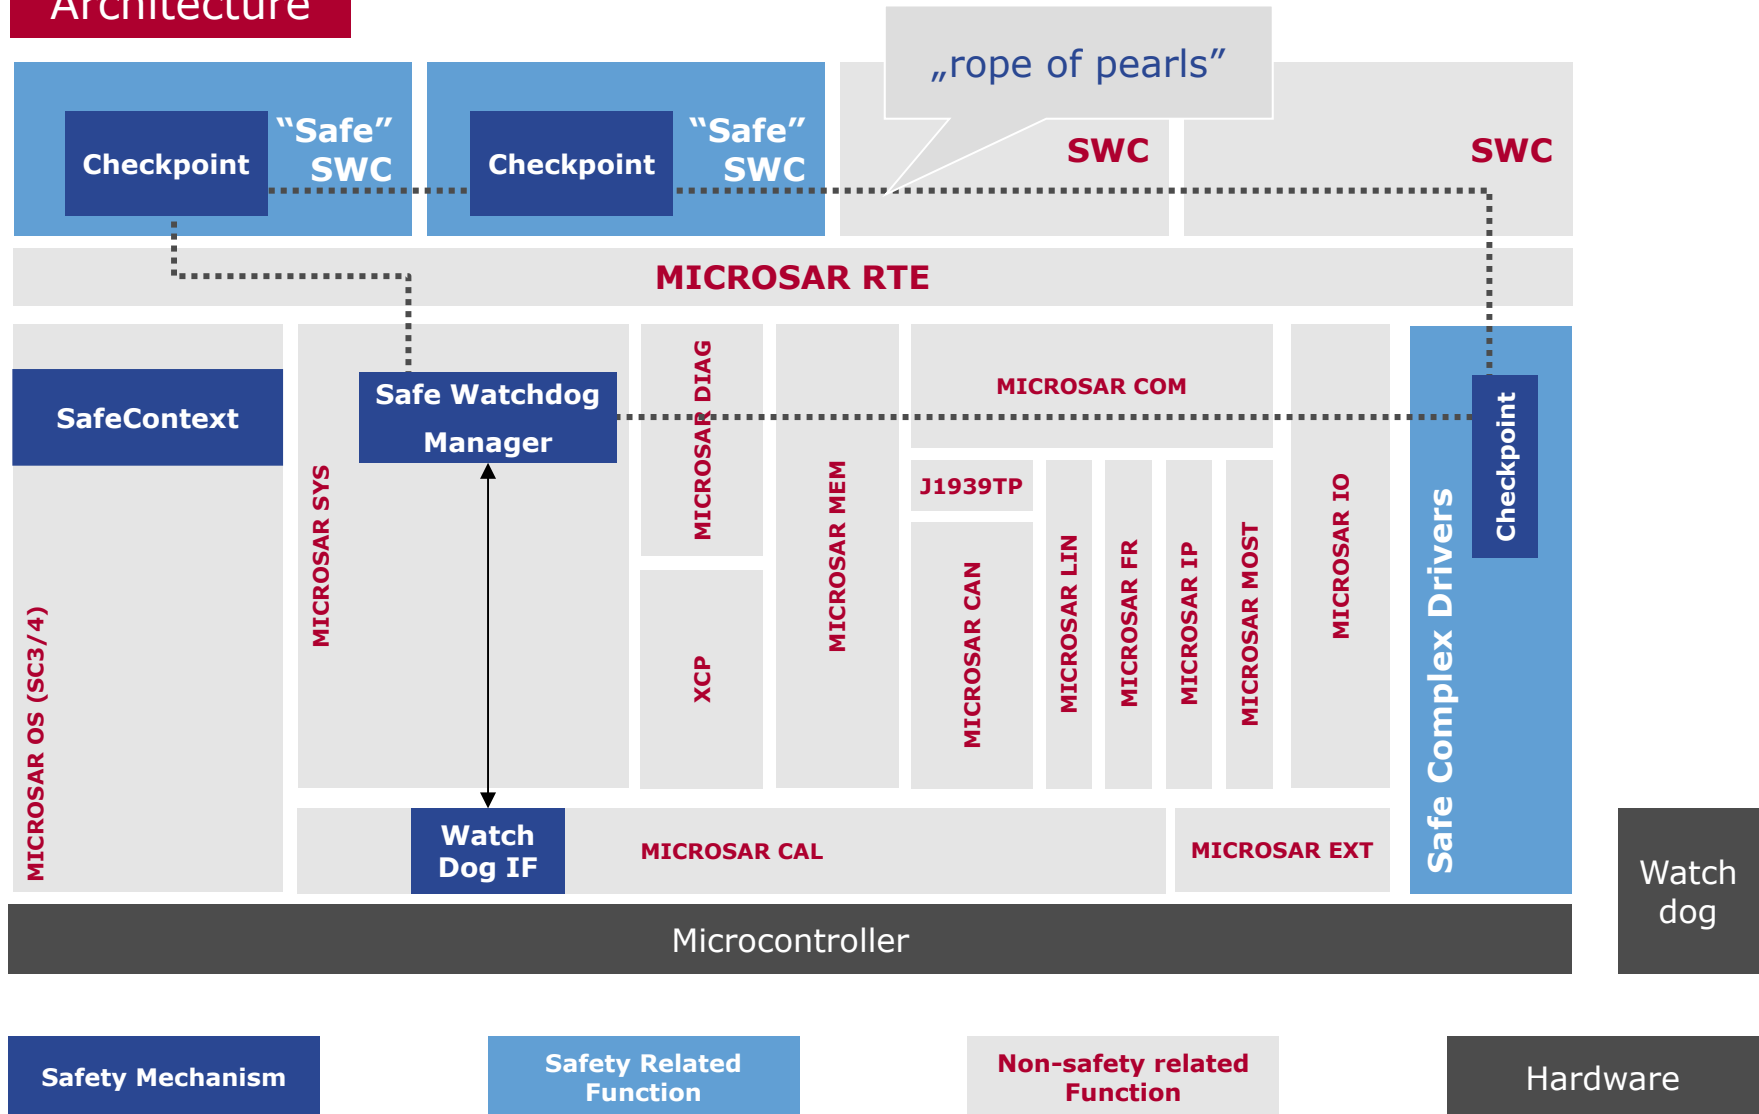 Architecture
„rope of pearls”
Checkpoint
“Safe”
SWC
Checkpoint
“Safe”
SWC
SWC
SWC
MICROSAR RTE
SafeContext
MICROSAR OS (SC3/4)
MICROSAR SYS
Safe Watchdog
Manager
MICROSAR DIAG
XCP
MICROSAR MEM
MICROSAR COM
J1939TP
MICROSAR CAN
MICROSAR LIN
MICROSAR FR
MICROSAR IP
MICROSAR MOST
MICROSAR IO
Safe Complex Drivers
Checkpoint
Watch
Dog IF
MICROSAR CAL
MICROSAR EXT
Microcontroller
Watch
dog
Safety Mechanism
Safety Related
Function
Non-safety related
Function
Hardware